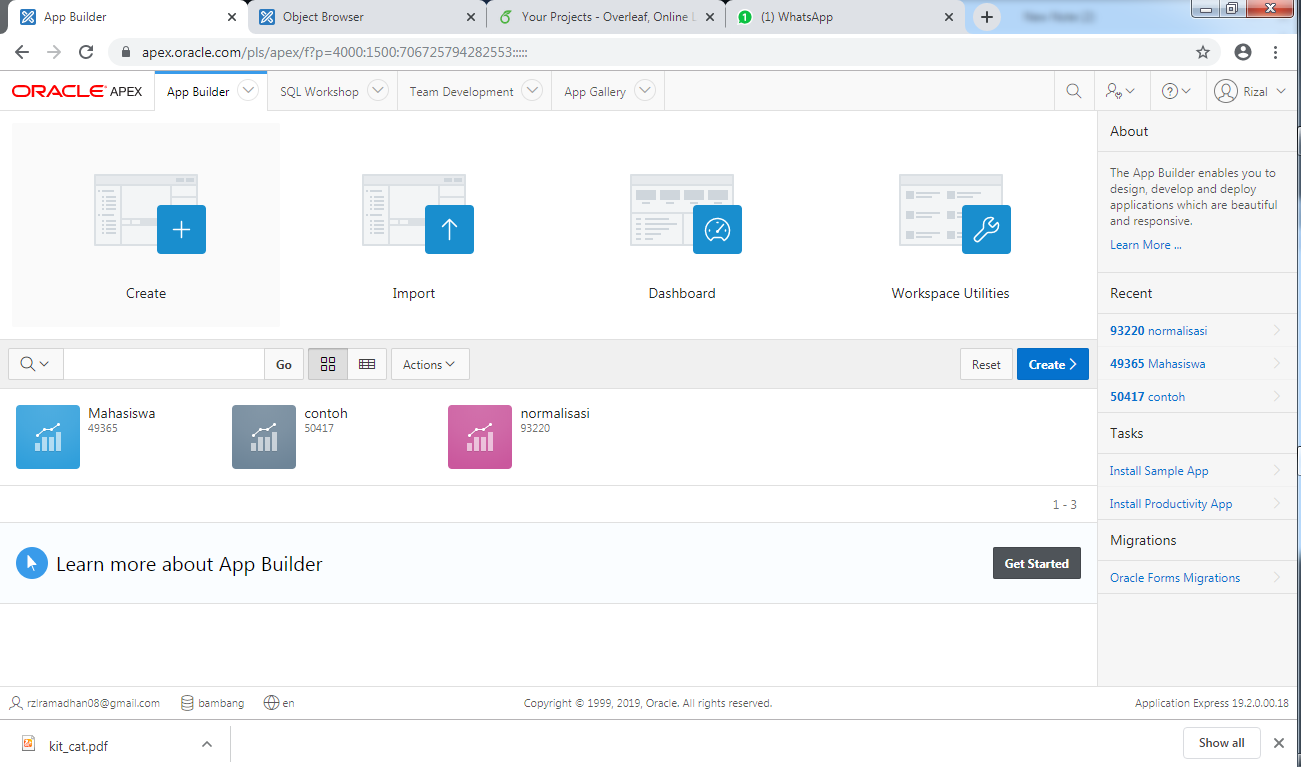 App Builder
Object Browser
Your Projects - Overleaf, Online L
(1) WhatsApp
apex.oracle.com/pls/apex/f?p=4000:1500:706725794282553:::::
ORACLE APEX
App Builder
SQL Workshop
Team Development
App Gallery
Rizal
Create
Import
Dashboard
Workspace Utilities
Go
Actions
Reset
Create
Mahasiswa
49365
contoh
50417
normalisasi
93220
1 - 3
Learn more about App Builder
Get Started
About
The App Builder enables you to
design, develop and deploy
applications which are beautiful
and responsive.
Learn More ...
Recent
93220 normalisasi
49365 Mahasiswa
50417 contoh
Tasks
Install Sample App
Install Productivity App
Migrations
Oracle Forms Migrations
rzlramadhan08@gmail.com
bambang
en
Copyright © 1999, 2019, Oracle. All rights reserved.
Application Express 19.2.0.00.18
kit_cat.pdf
Show all